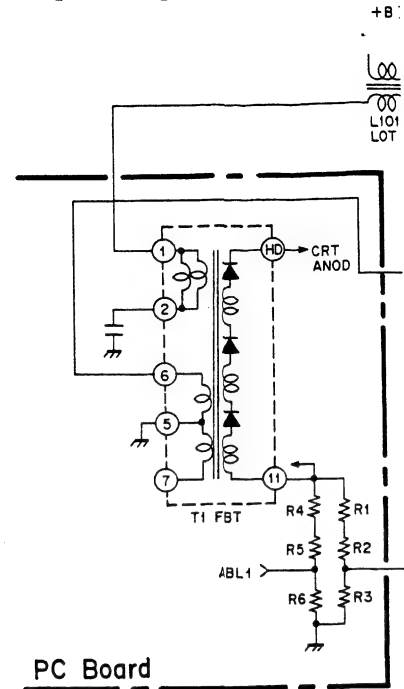 +B
L101
LOT
1
HD
CRT
ANOD
2
6
5
7
11
T1 FBT
R4
R1
R5
R2
ABL1
R6
R3
PC Board